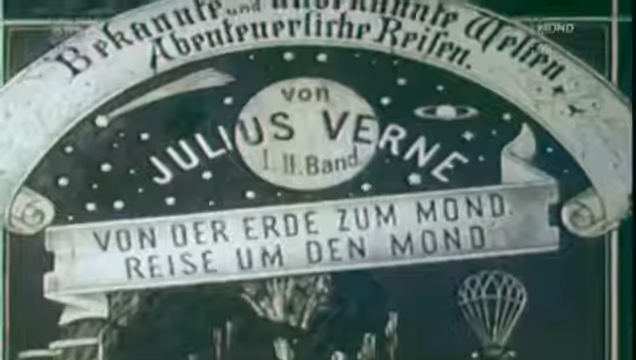 Bekannte und unbekannte Welten.
Abenteuerliche Reisen.
von
JULIUS VERNE
I. II. Band
VON DER ERDE ZUM MOND.
REISE UM DEN MOND
MOND